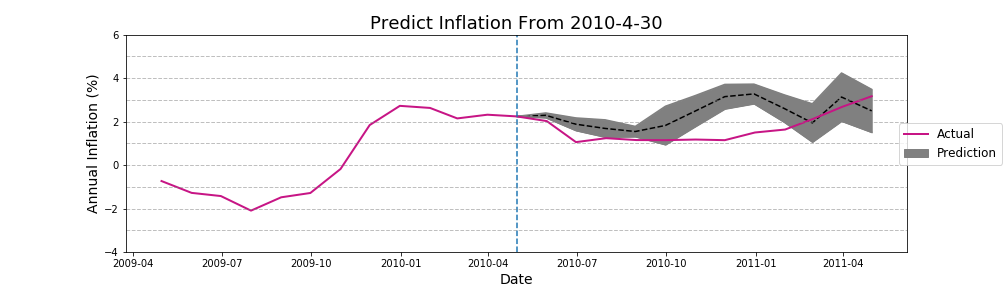 Predict Inflation From 2010-4-30
Annual Inflation (%)
6
4
2
0
−2
−4
2009-04 2009-07 2009-10 2010-01 2010-04 2010-07 2010-10 2011-01 2011-04
Date
Actual
Prediction